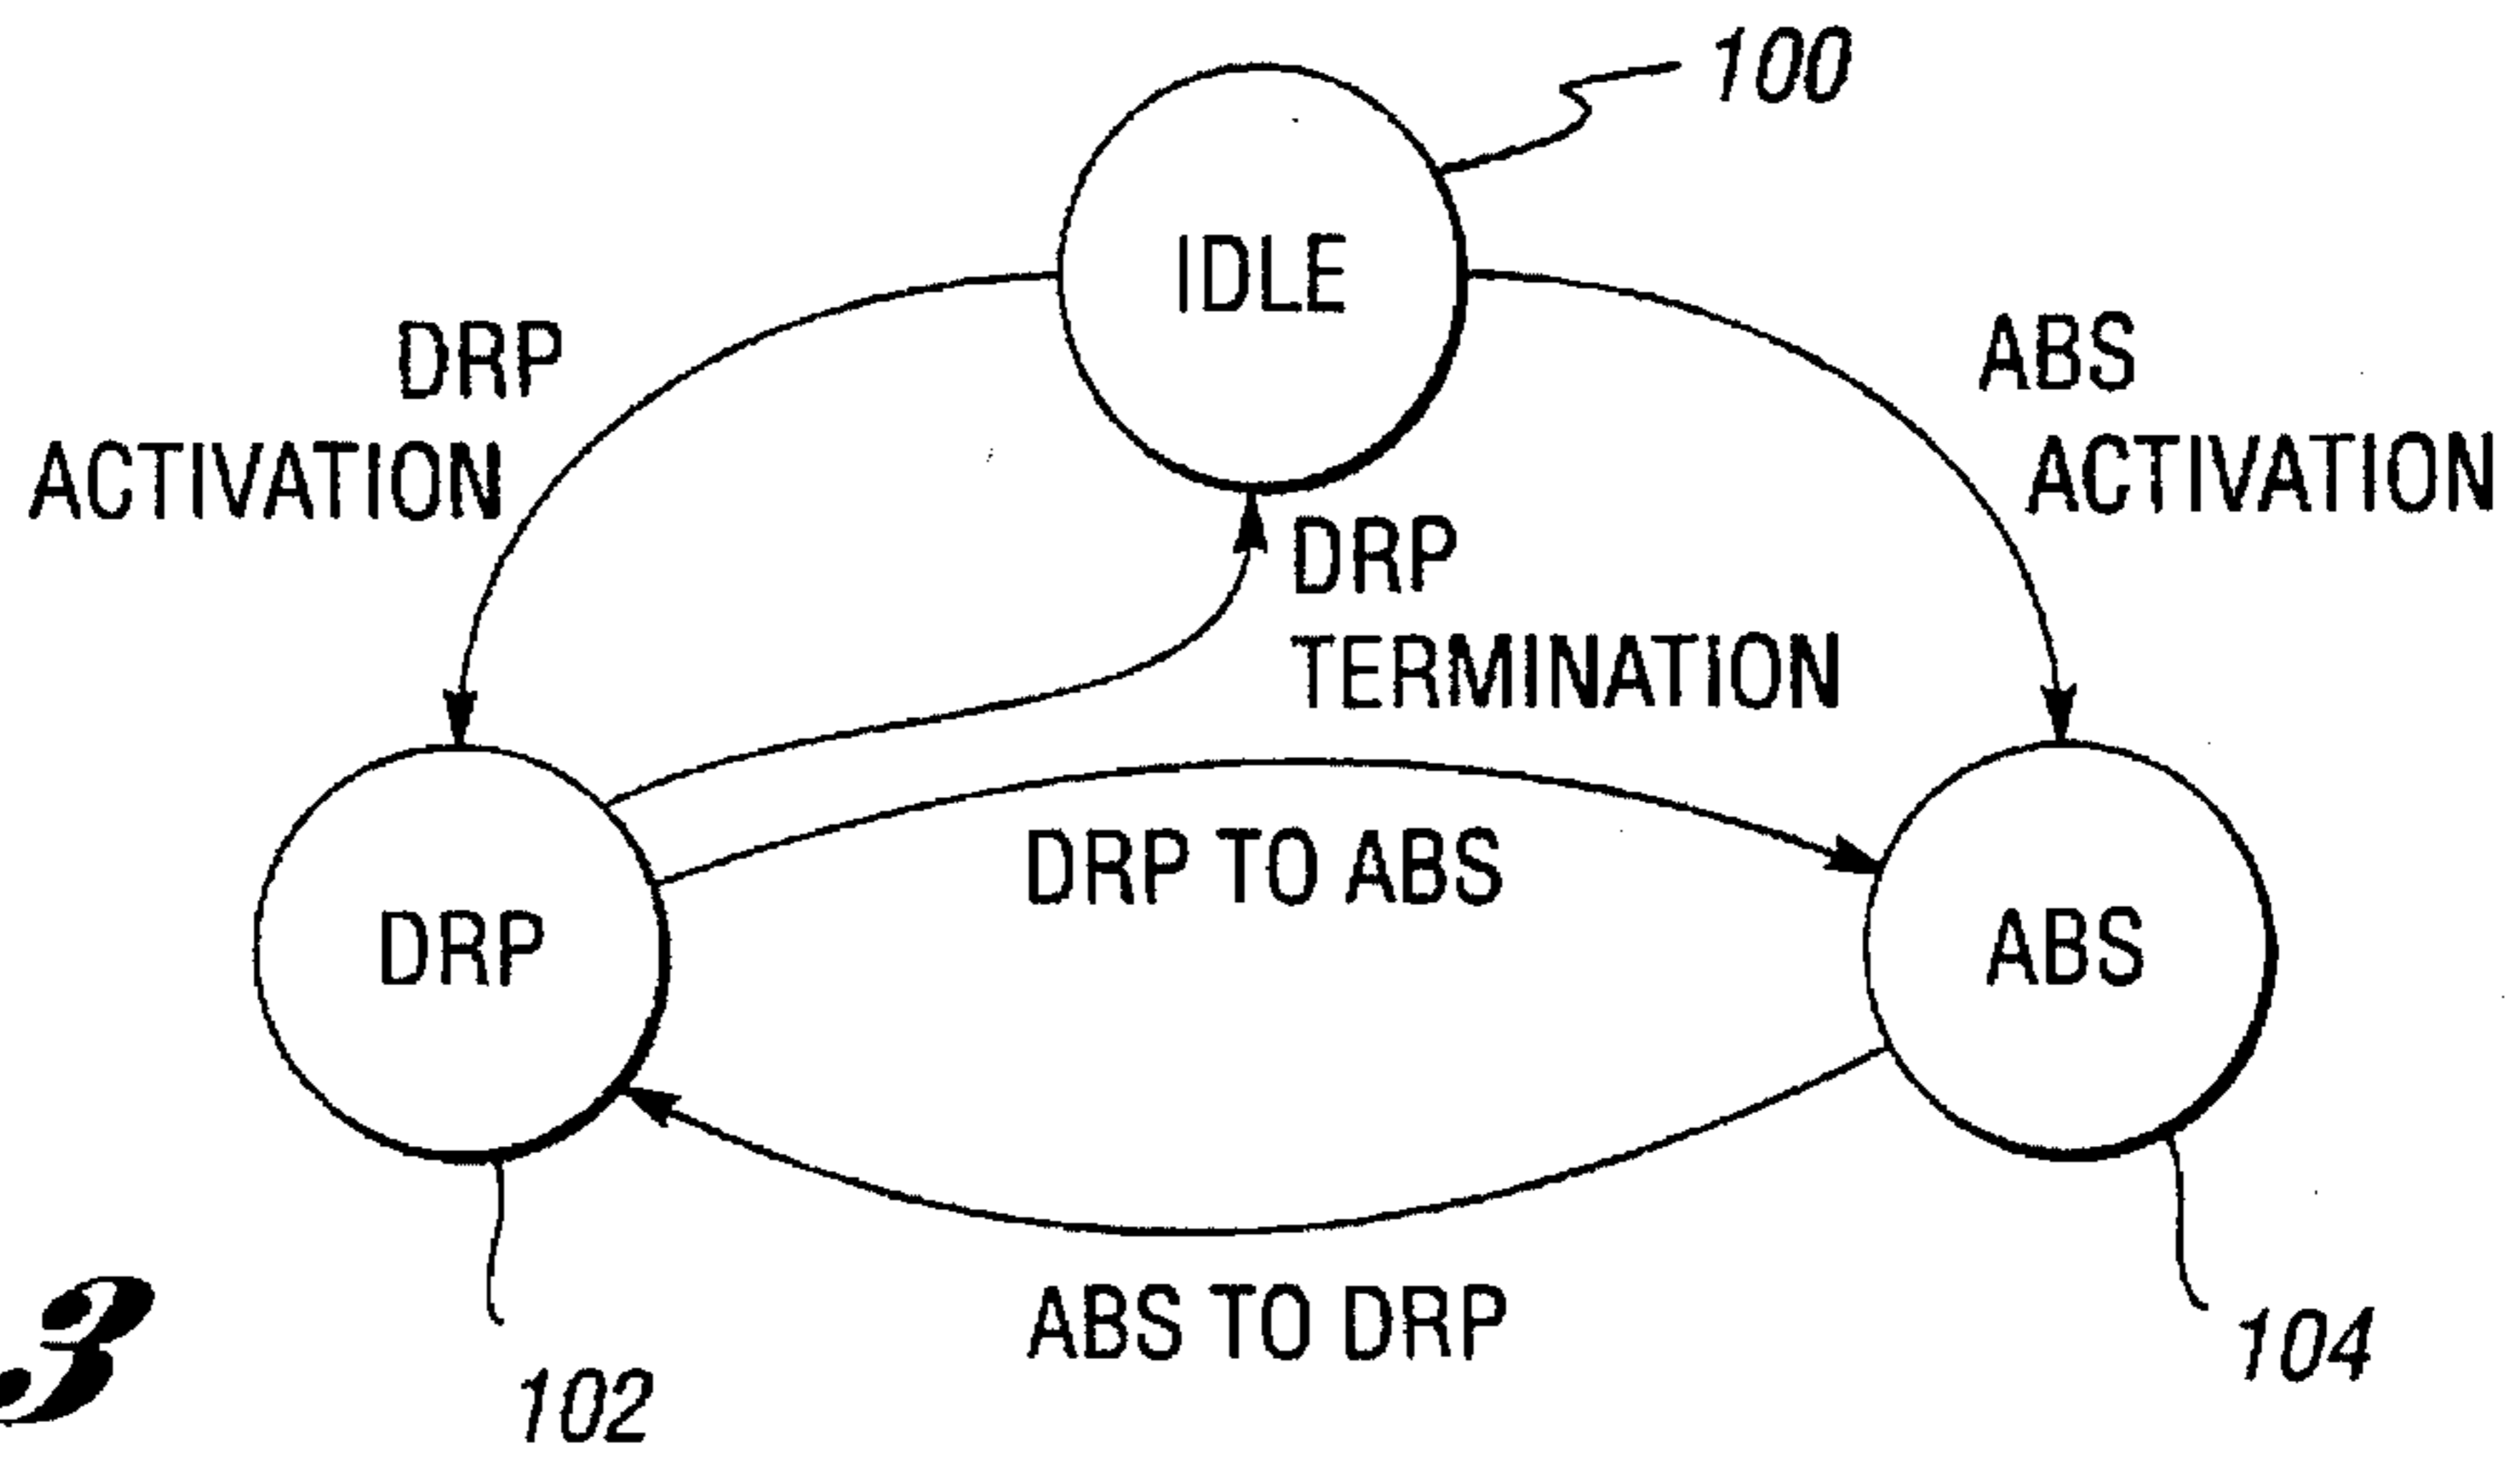 100
IDLE
DRP
ACTIVATION
ABS
ACTIVATION
DRP
TERMINATION
DRP TO ABS
DRP
ABS
ABS TO DRP
3
102
104